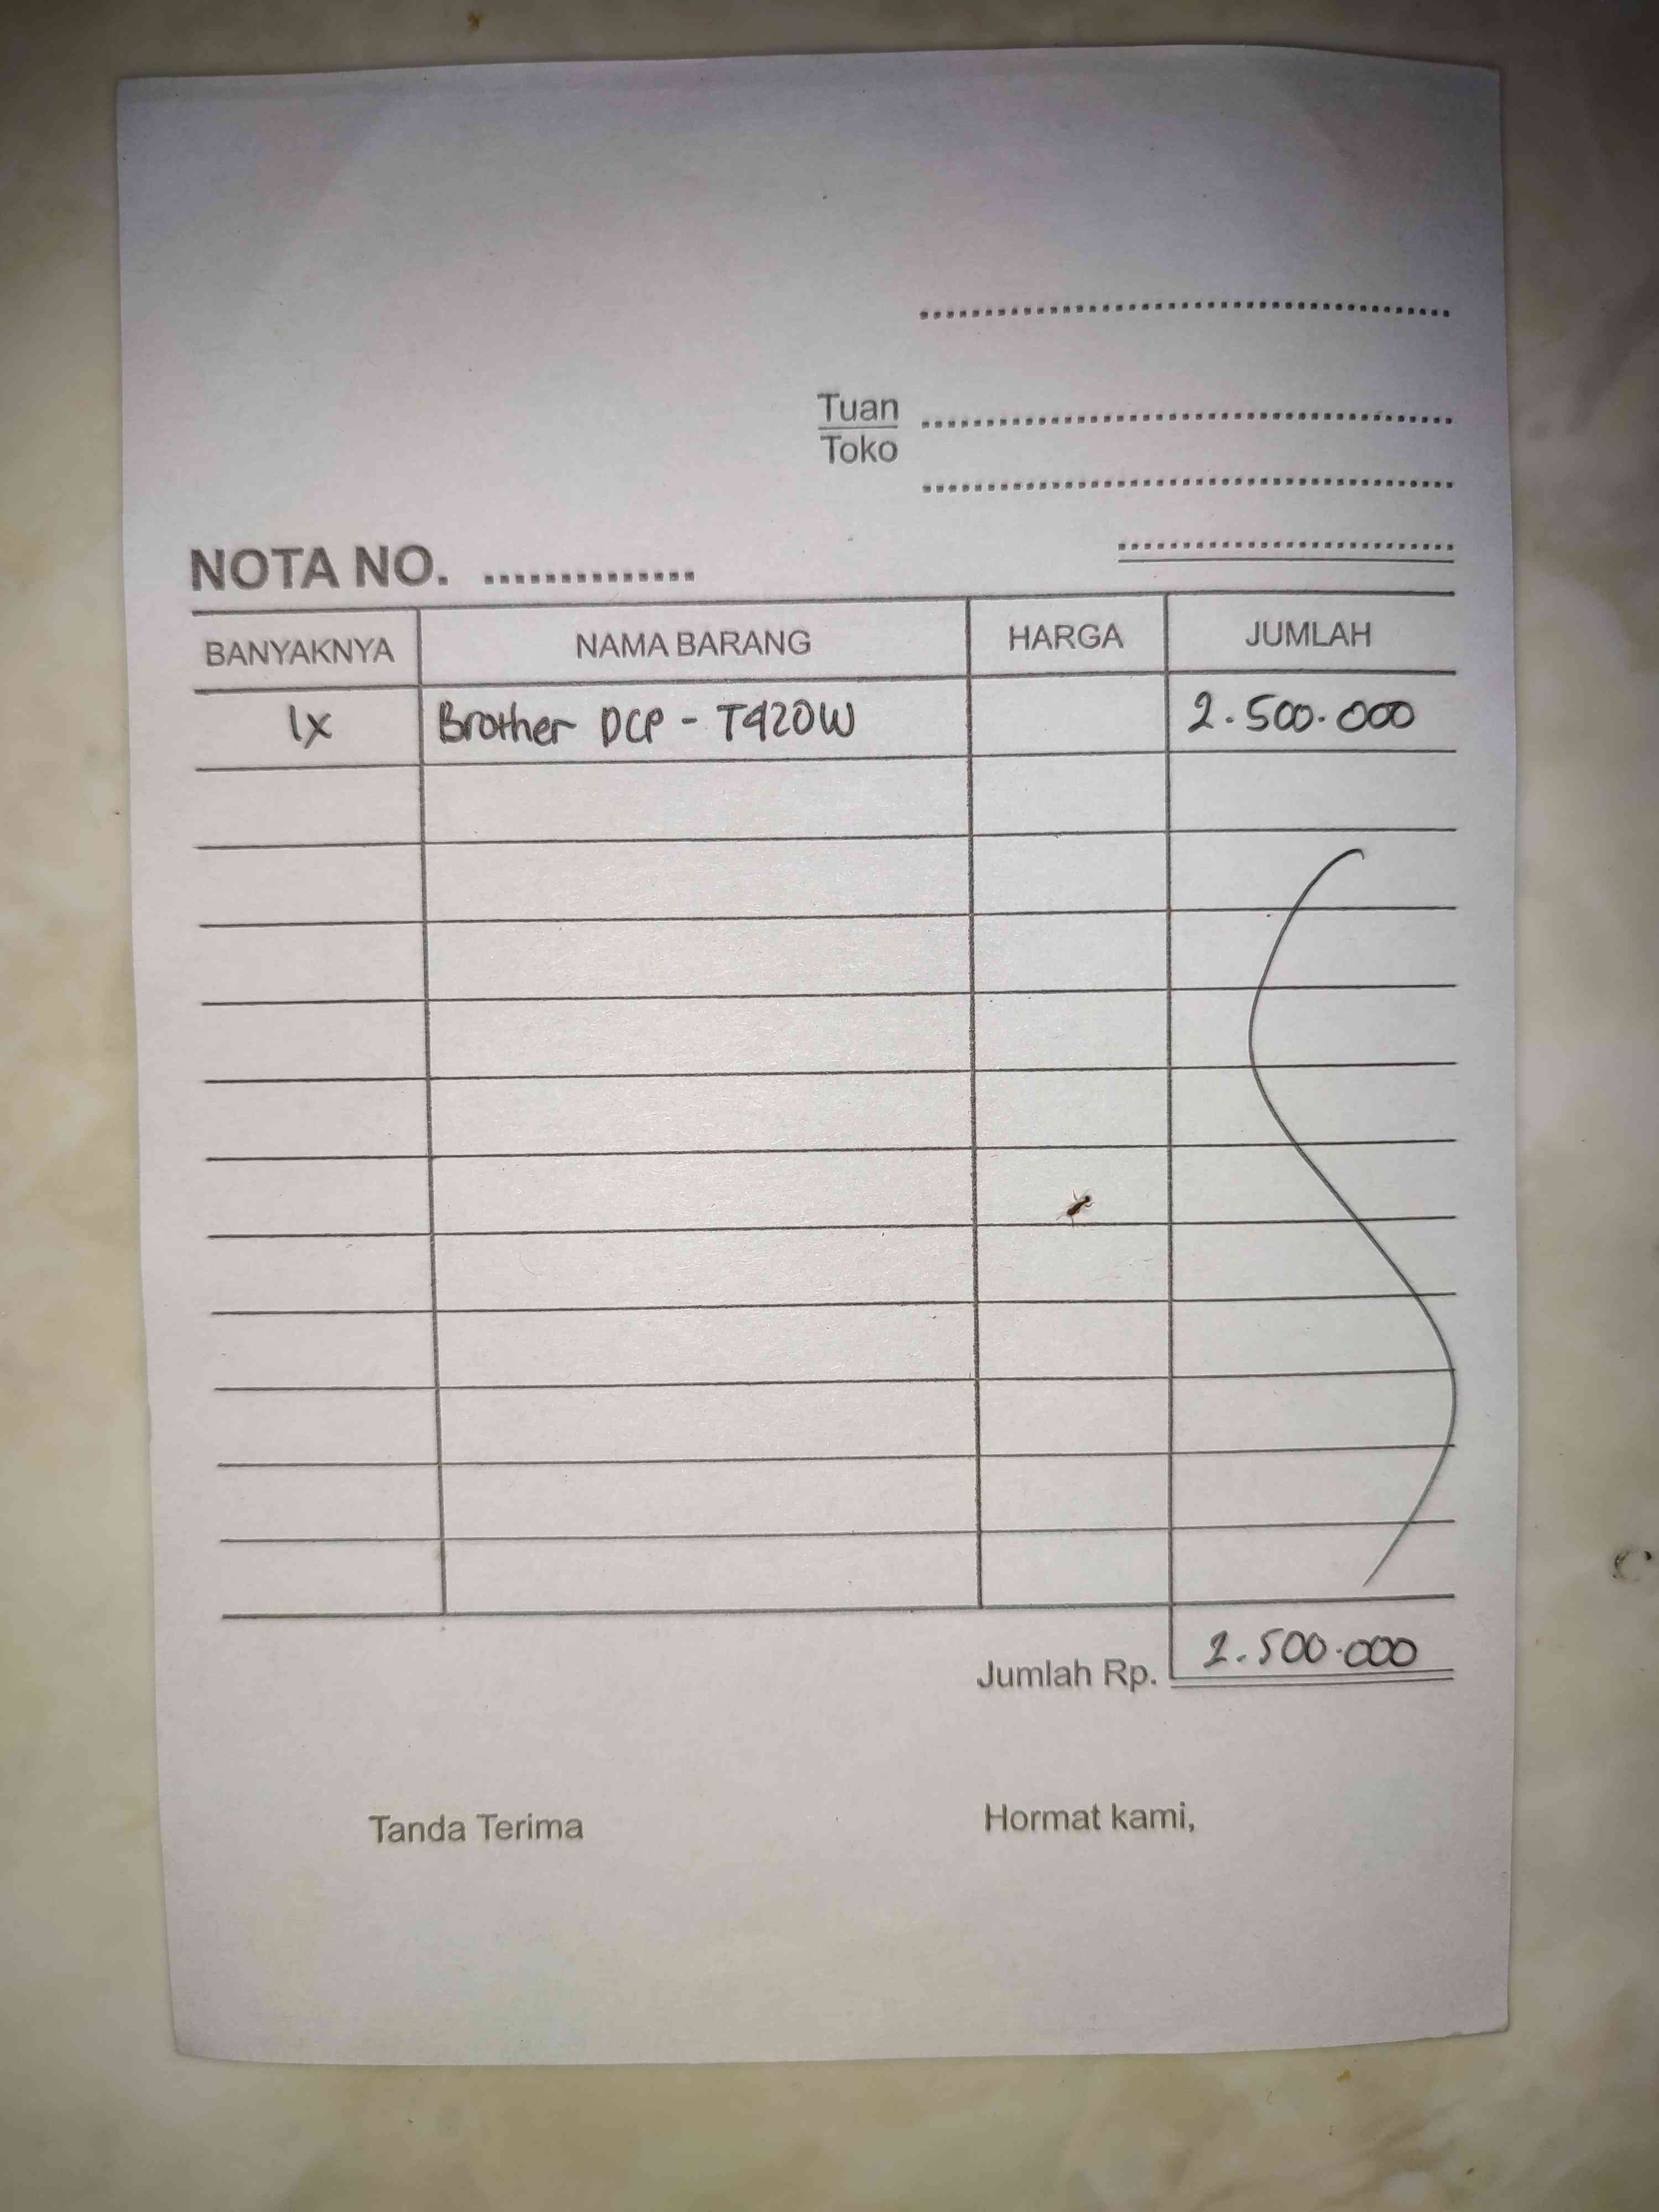 Tuan
Toko
NOTA NO. ..............
BANYAKNYA NAMA BARANG HARGA JUMLAH
1x Brother DCP - T420W 2.500.000
Jumlah Rp. 2.500.000
Tanda Terima Hormat kami,